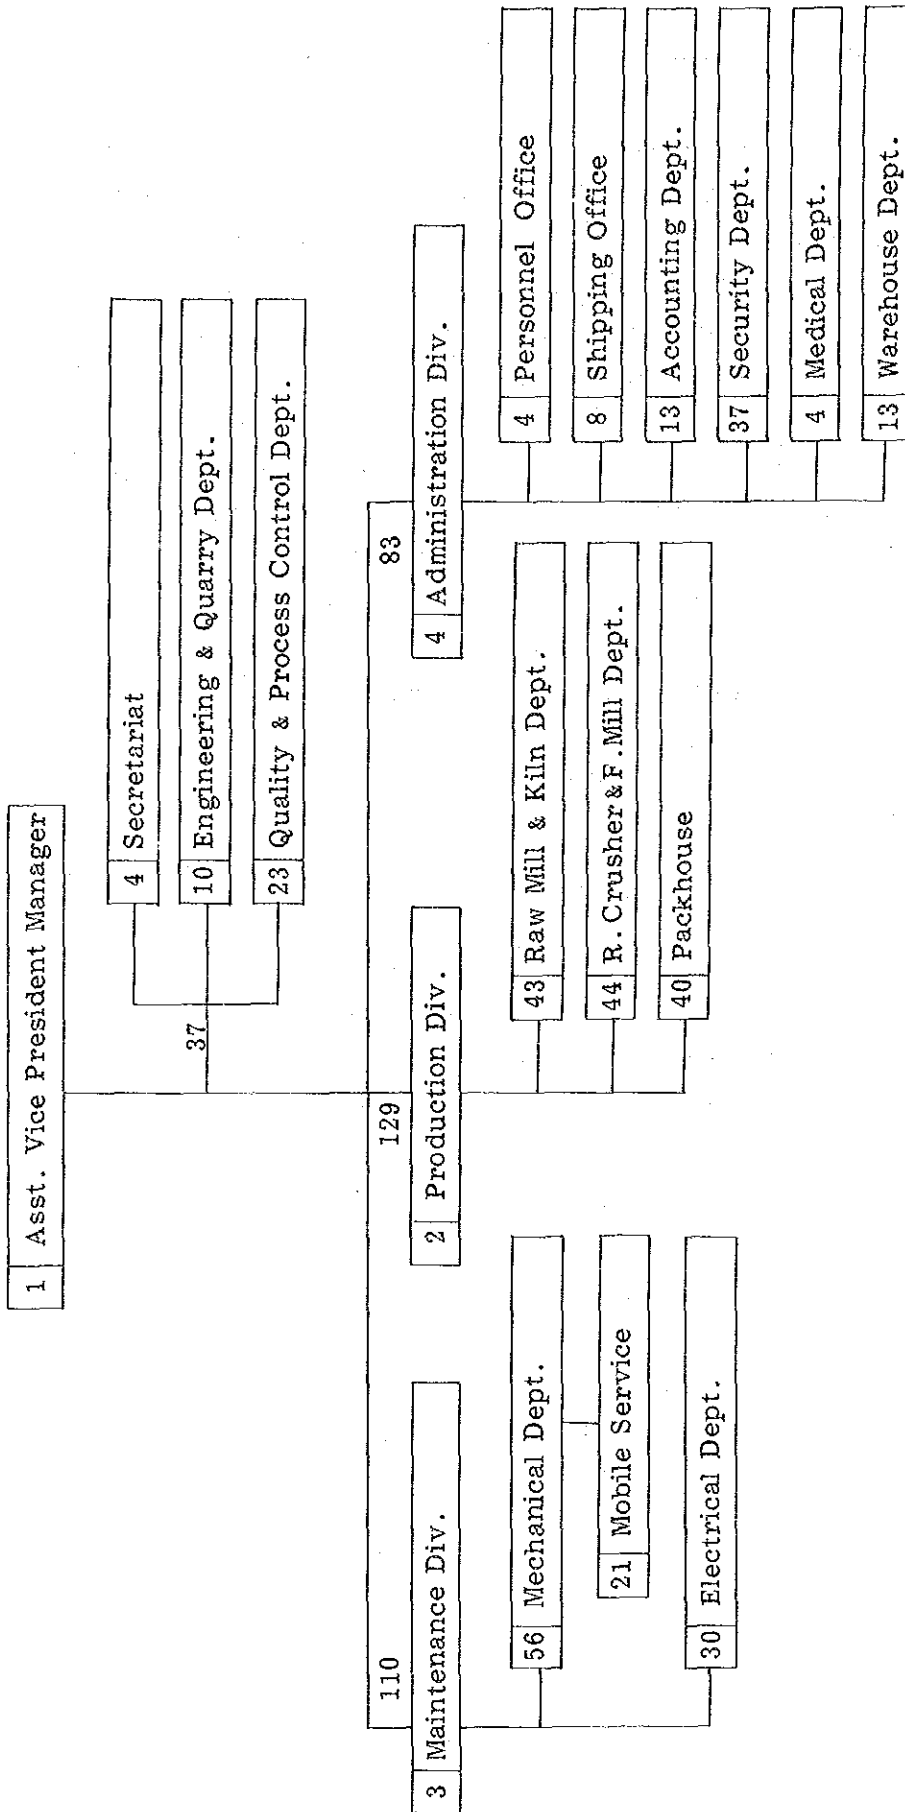 1 Asst. Vice President Manager
37
4 Secretariat
10 Engineering & Quarry Dept.
23 Quality & Process Control Dept.
110
3 Maintenance Div.
56 Mechanical Dept.
21 Mobile Service
30 Electrical Dept.
129
2 Production Div.
43 Raw Mill & Kiln Dept.
44 R. Crusher & F. Mill Dept.
40 Packhouse
83
4 Administration Div.
4 Personnel Office
8 Shipping Office
13 Accounting Dept.
37 Security Dept.
4 Medical Dept.
13 Warehouse Dept.